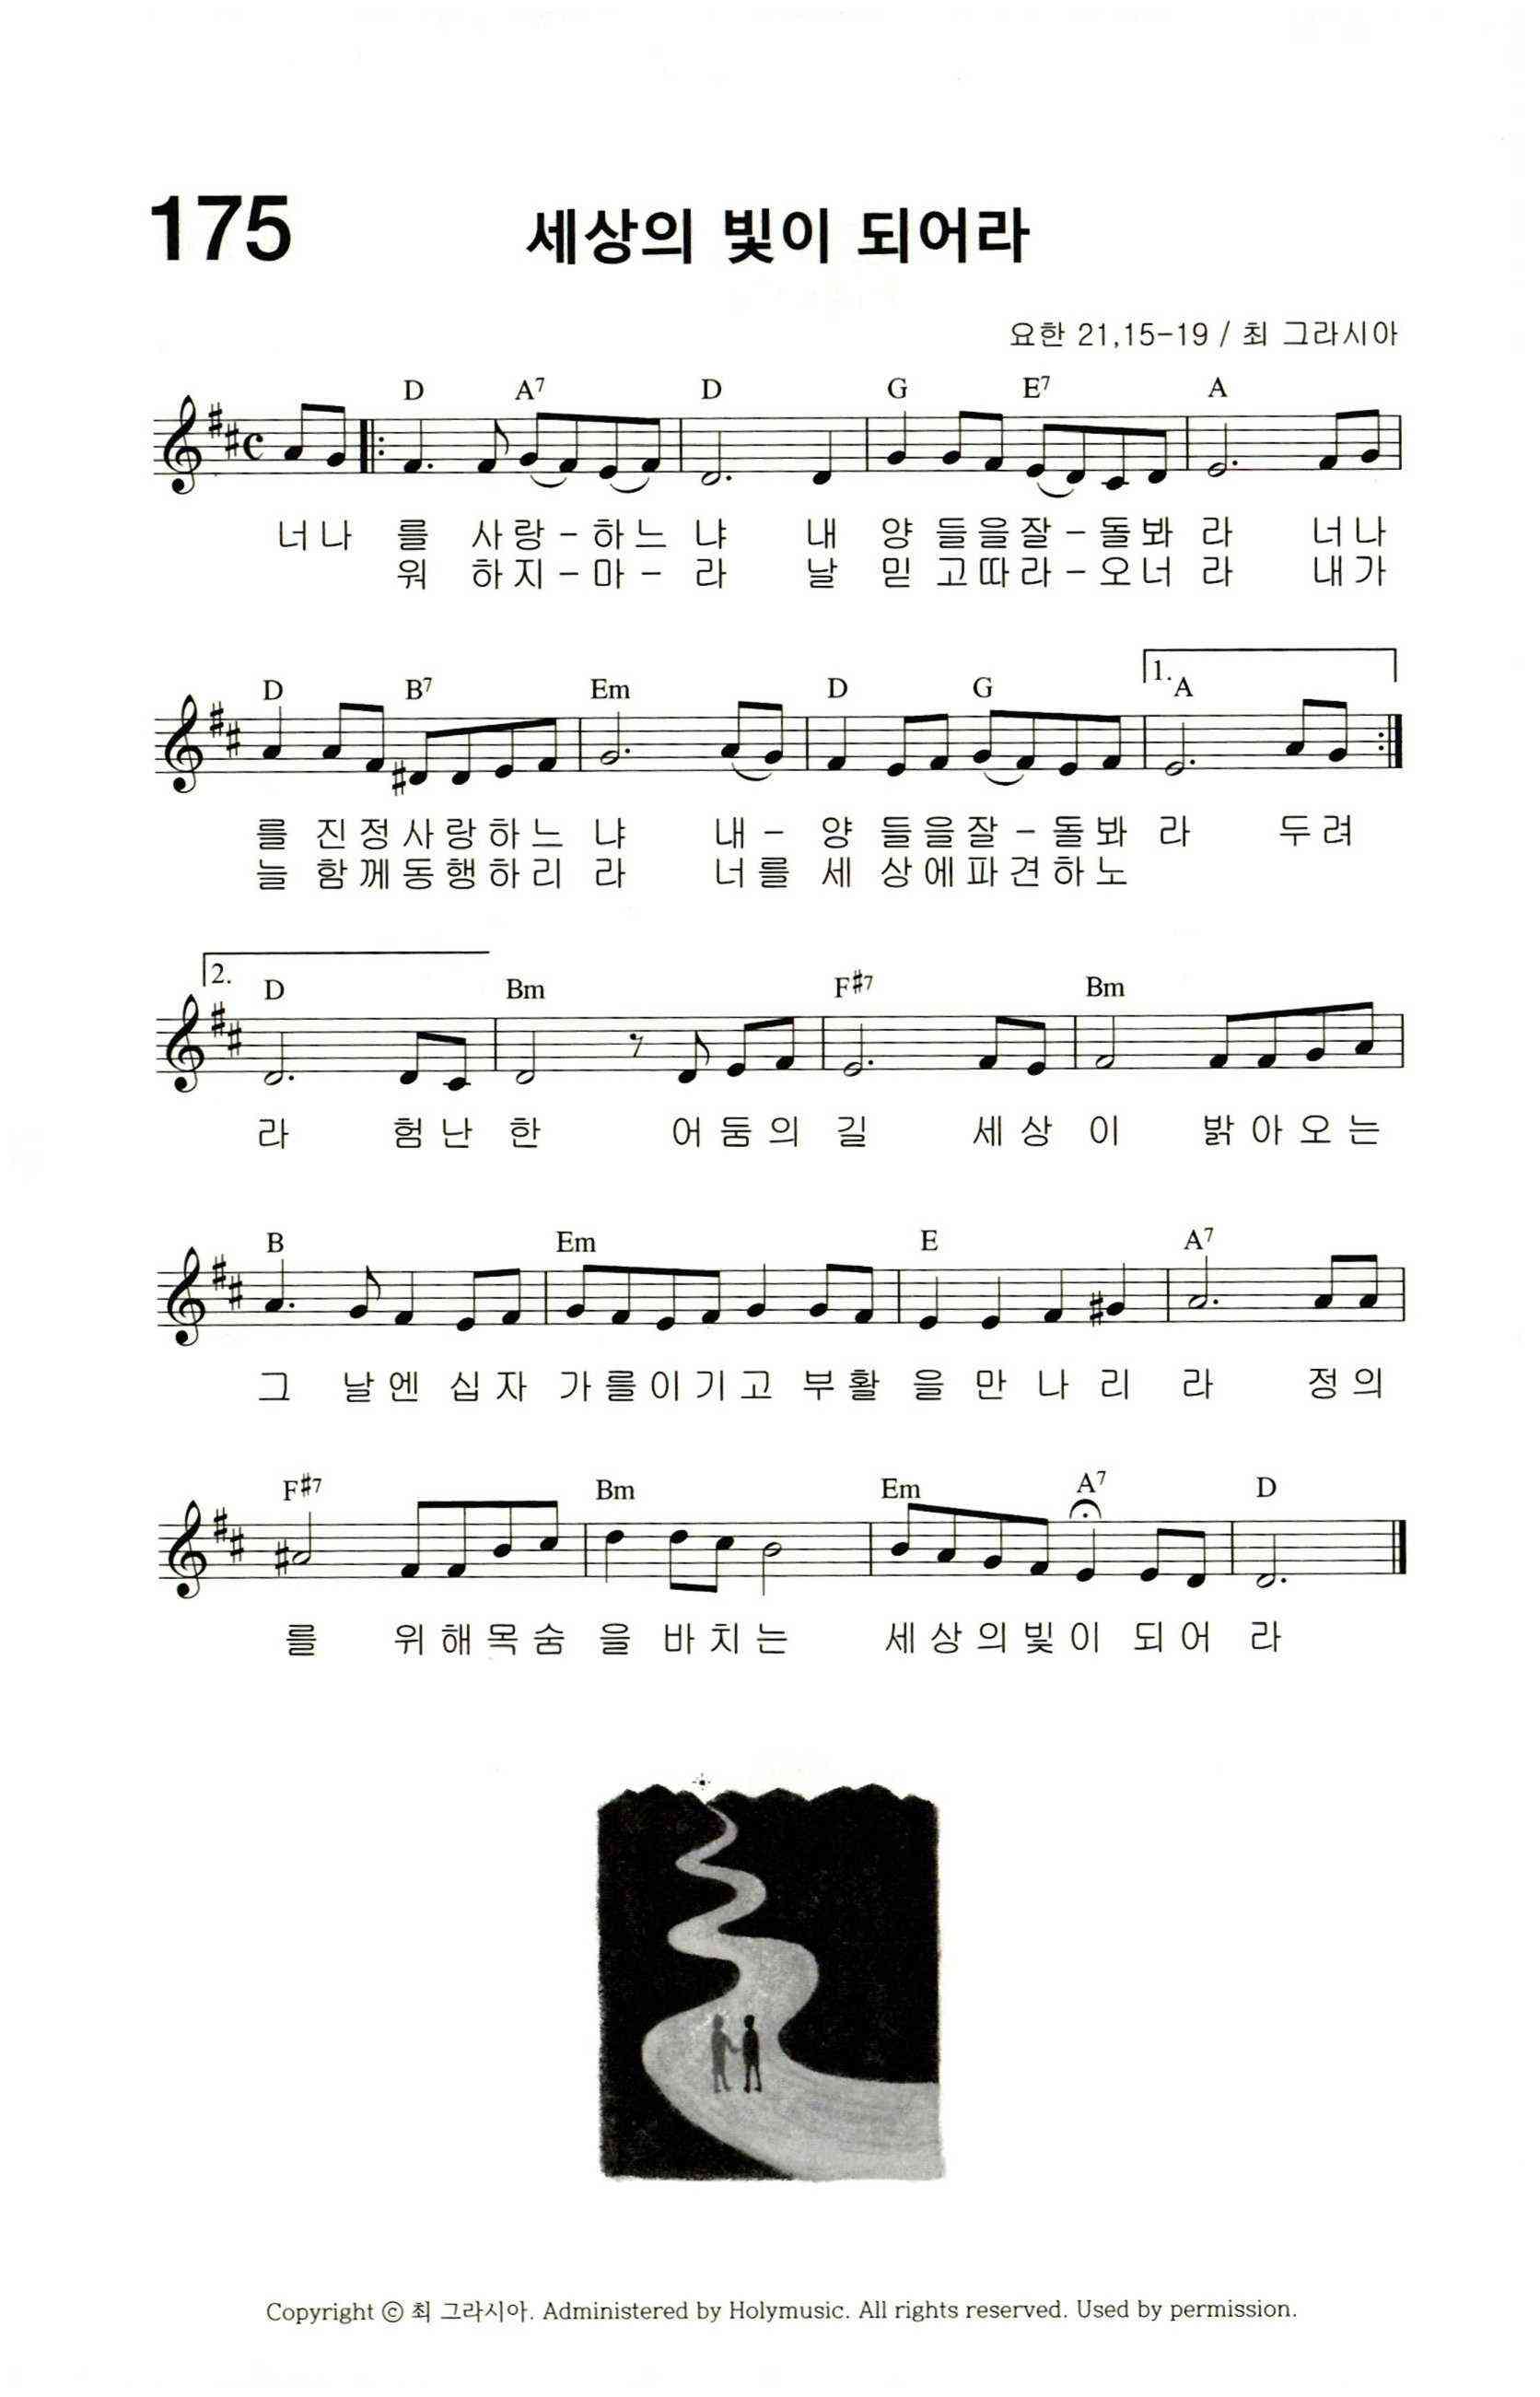 175
세상의 빛이 되어라
요한 21,15-19 / 최 그라시아
D A7 D G E7 A
너나 를 사랑-하느 냐 내 양 들을잘-돌봐 라 너나
워 하지-마- 라 날 믿 고따라-오너 라 내가
1.
D B7 Em D G A
를 진정사랑하느 냐 내- 양 들을잘-돌봐 라 두려
늘 함께동행하리 라 너를 세 상에파견하노
2.
D Bm F#7 Bm
라 험난 한 어둠의 길 세상 이 밝아오는
B Em E A7
그 날엔 십자 가를이기고 부활 을 만 나 리 라 정의
F#7 Bm Em A7 D
를 위해목숨 을 바치는 세상의빛이 되어 라
Copyright ⓒ 최 그라시아. Administered by Holymusic. All rights reserved. Used by permission.